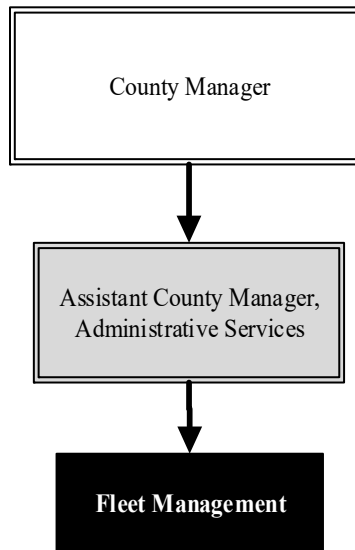 County Manager
Assistant County Manager,
Administrative Services
Fleet Management